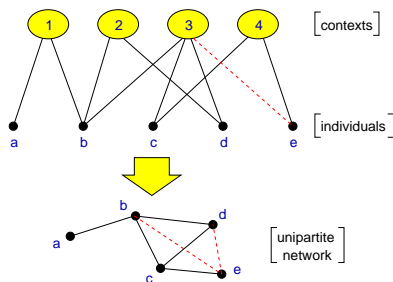 1 2 3 4 contexts
individuals
a b c d e
b
d
a
unipartite
network
c
e